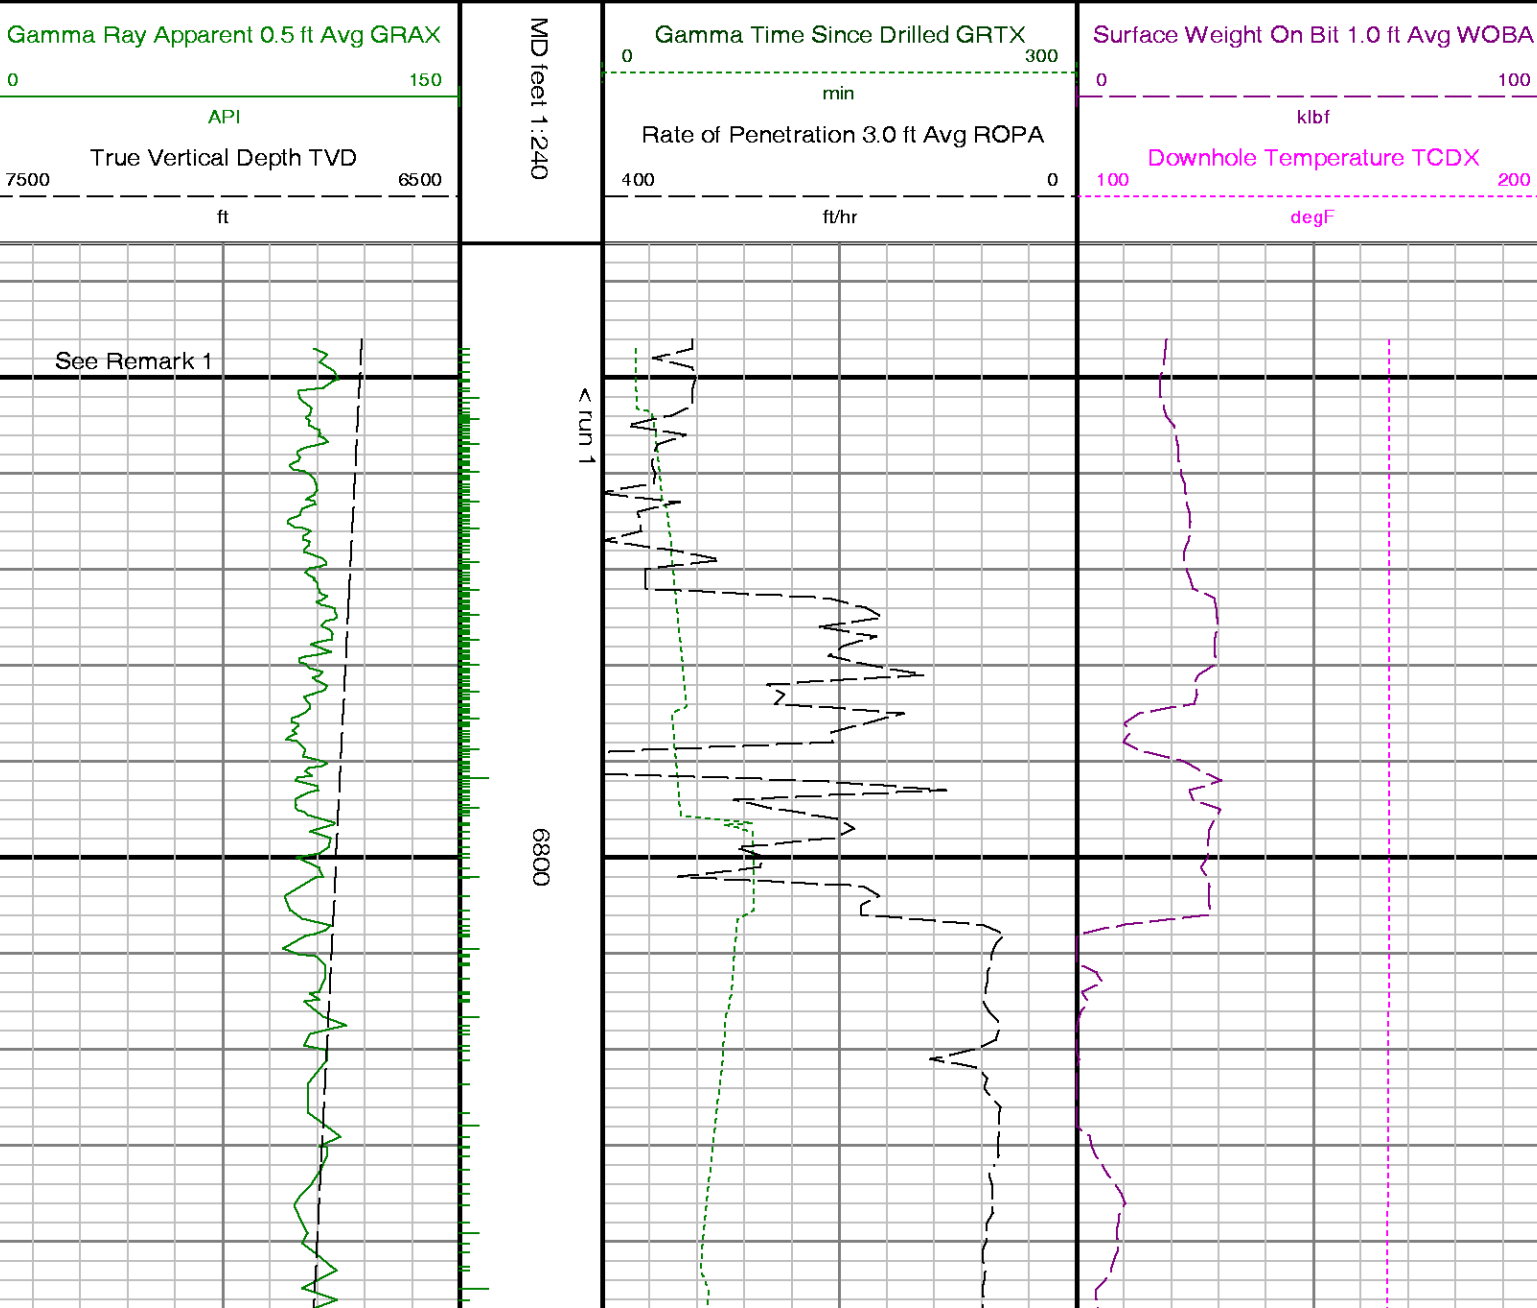 Gamma Ray Apparent 0.5 ft Avg GRAX
0 150
API
True Vertical Depth TVD
7500 6500
ft
MD feet 1:240
Gamma Time Since Drilled GRTX
0 300
min
Rate of Penetration 3.0 ft Avg ROPA
400 0
ft/hr
Surface Weight On Bit 1.0 ft Avg WOBA
0 100
klbf
Downhole Temperature TCDX
100 200
degF
See Remark 1
< run 1
6800